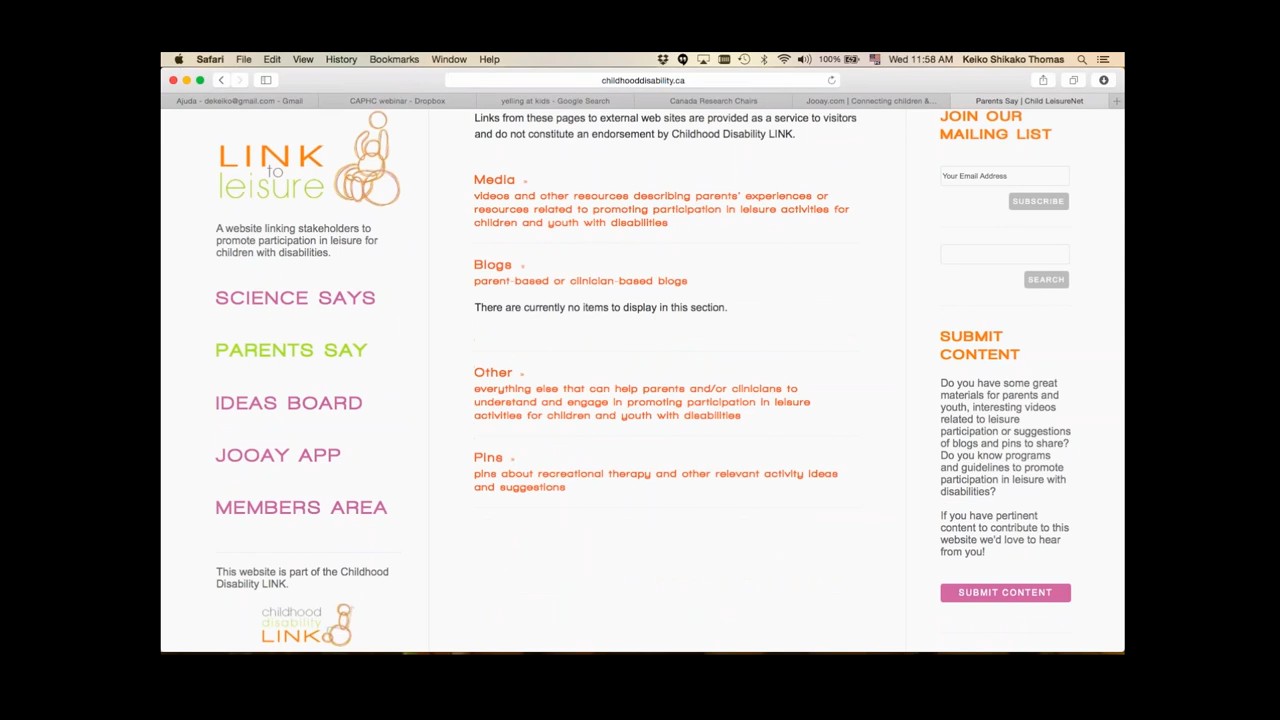 Safari File Edit View History Bookmarks Window Help 100% Wed 11:58 AM Keiko Shikako Thomas
childhooddisability.ca
Ajuda - dekeiko@gmail.com - Gmail CAPHC webinar - Dropbox yelling at kids - Google Search Canada Research Chairs Jooay.com | Connecting children &... Parents Say | Child LeisureNet
LINK
to
leisure
A website linking stakeholders to
promote participation in leisure for
children with disabilities.
SCIENCE SAYS
PARENTS SAY
IDEAS BOARD
JOOAY APP
MEMBERS AREA
This website is part of the Childhood
Disability LINK.
childhood
disability
LINK
Links from these pages to external web sites are provided as a service to visitors
and do not constitute an endorsement by Childhood Disability LINK.
Media
videos and other resources describing parents' experiences or
resources related to promoting participation in leisure activities for
children and youth with disabilities
Blogs
parent-based or clinician-based blogs
There are currently no items to display in this section.
Other
everything else that can help parents and/or clinicians to
understand and engage in promoting participation in leisure
activities for children and youth with disabilities
Pins
pins about recreational therapy and other relevant activity ideas
and suggestions
JOIN OUR
MAILING LIST
Your Email Address
SUBSCRIBE
SEARCH
SUBMIT
CONTENT
Do you have some great
materials for parents and
youth, interesting videos
related to leisure
participation or suggestions
of blogs and pins to share?
Do you know programs
and guidelines to promote
participation in leisure with
disabilities?
If you have pertinent
content to contribute to this
website we'd love to hear
from you!
SUBMIT CONTENT